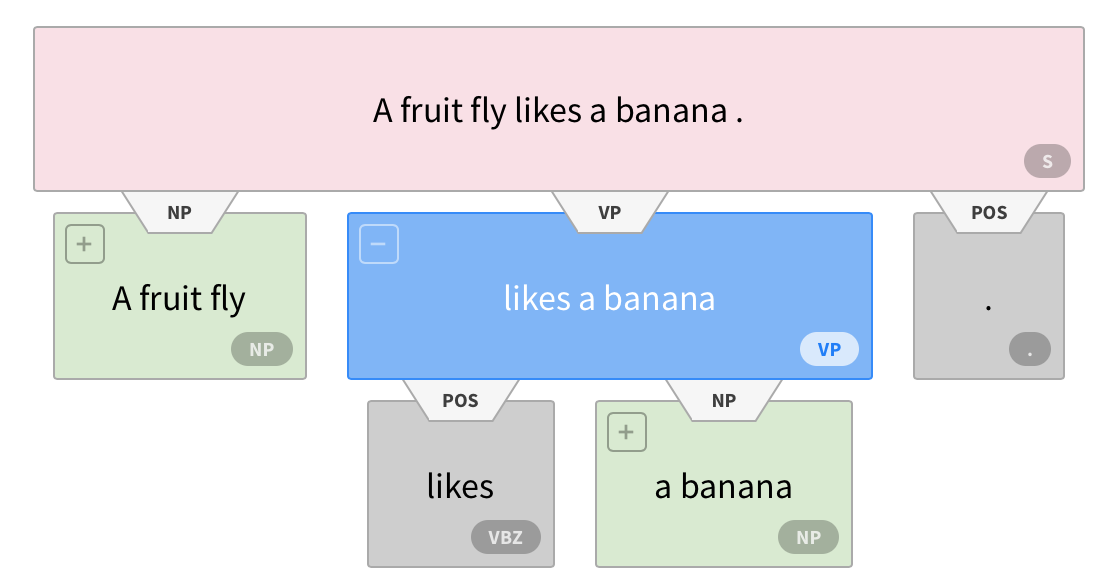 A fruit fly likes a banana .
S
NP
VP
POS
+
−
A fruit fly
likes a banana
.
NP
VP
.
POS
NP
+
likes
a banana
VBZ
NP